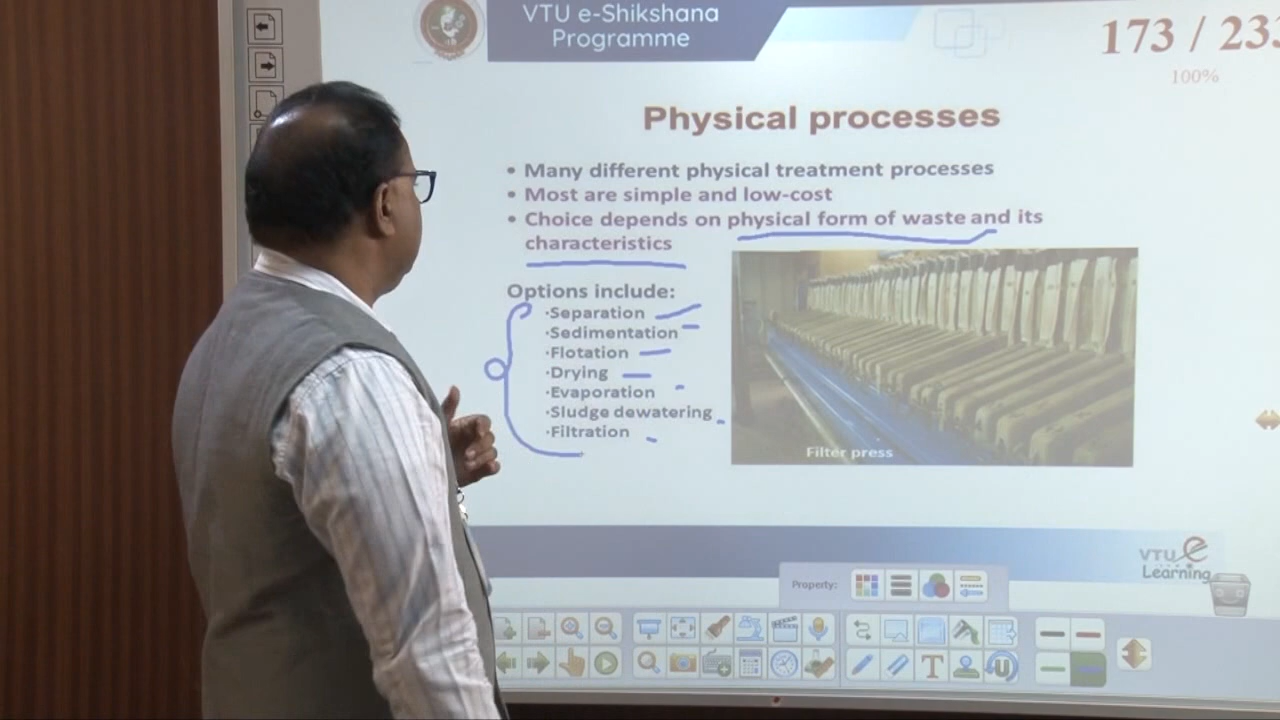 VTU e-Shikshana
Programme
173 / 233
100%
Physical processes
• Many different physical treatment processes
• Most are simple and low-cost
• Choice depends on physical form of waste and its
characteristics
Options include:
·Separation
·Sedimentation
·Flotation
·Drying
·Evaporation
·Sludge dewatering
·Filtration
Filter press
VTU e
Learning
Property:
T
U